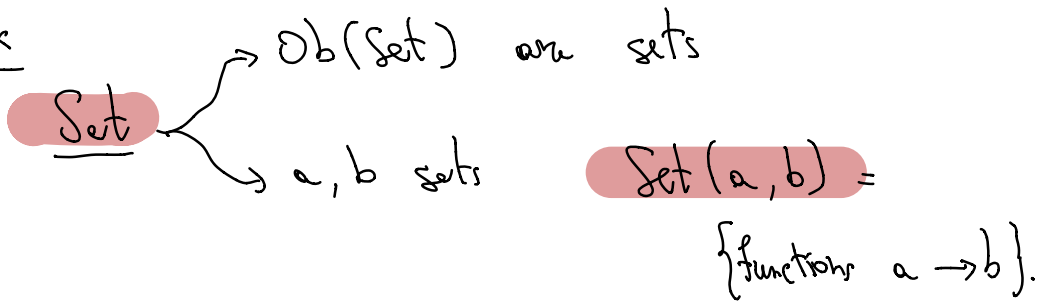 Ob(Set) are sets
Set
a, b sets Set(a, b) =
{functions a → b}.